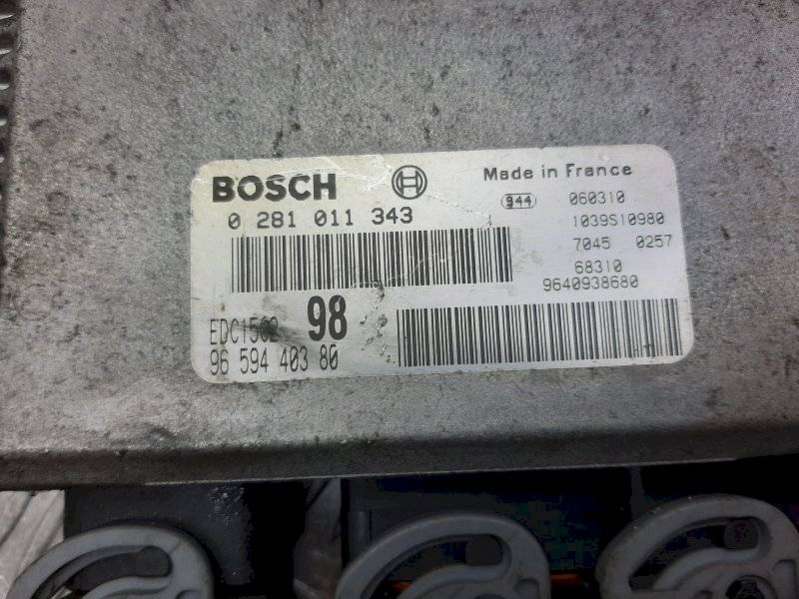 BOSCH
Made in France
0 281 011 343
944 060310
1039S10980
7045 0257
68310
9640938680
EDC15C2 98
96 594 403 80